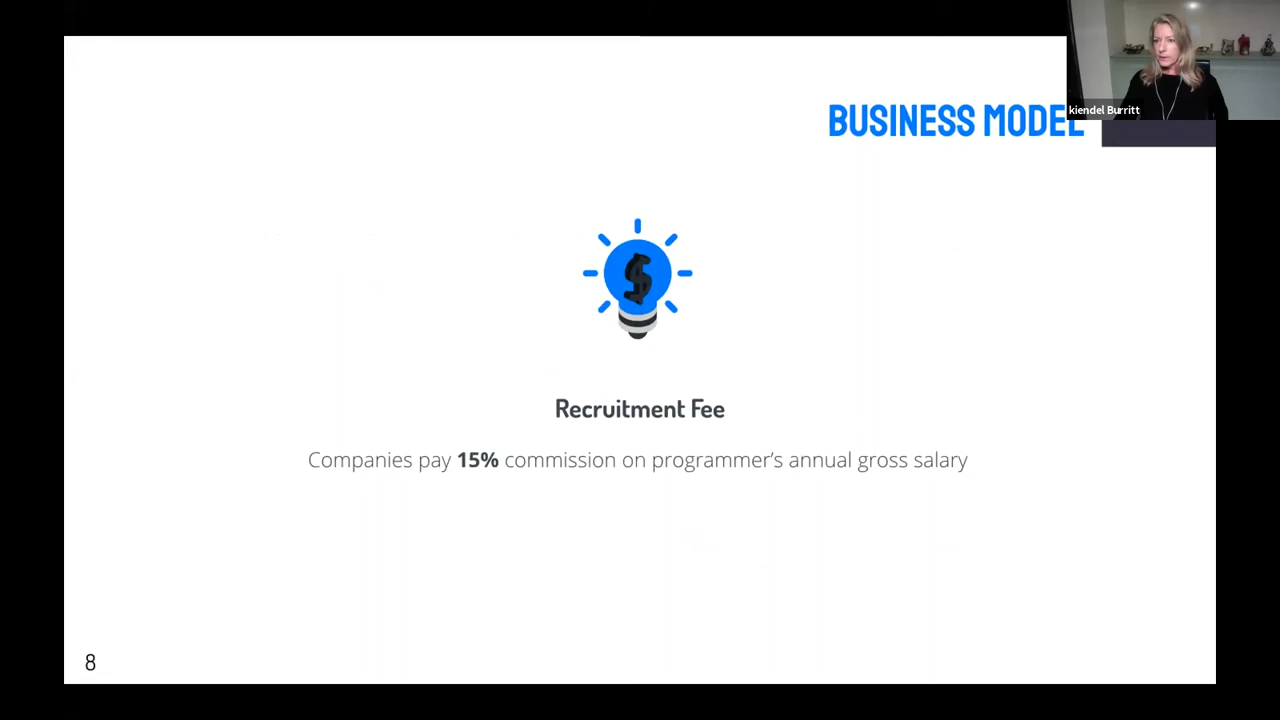 BUSINESS MODEL
kiendel Burritt
$
Recruitment Fee
Companies pay 15% commission on programmer’s annual gross salary
8